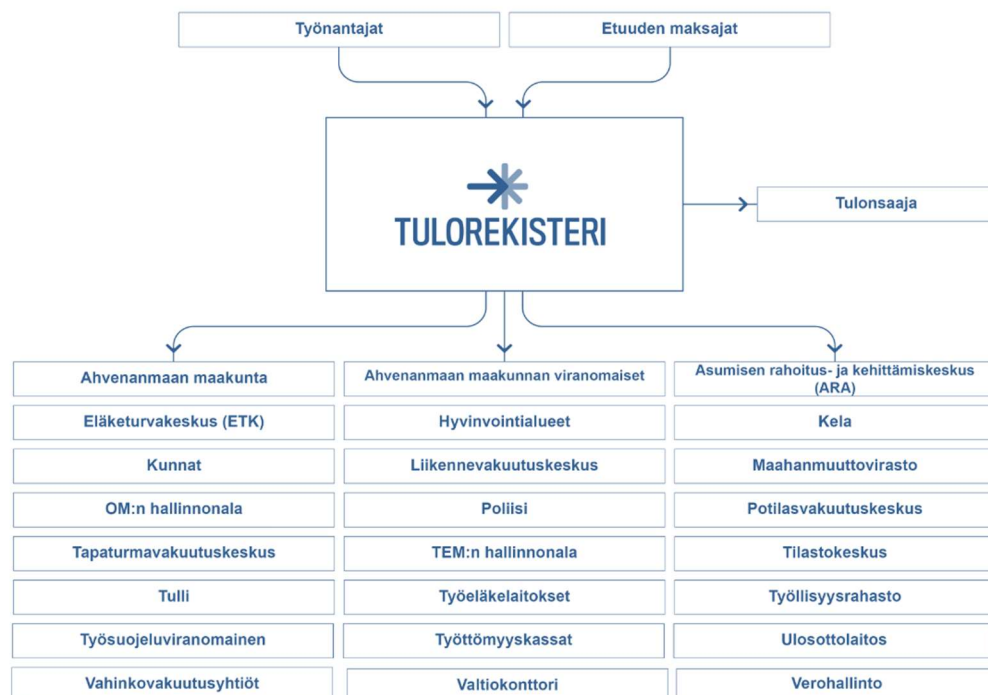 Työnantajat
Etuuden maksajat
TULOREKISTERI
Tulonsaaja
Ahvenanmaan maakunta
Ahvenanmaan maakunnan viranomaiset
Asumisen rahoitus- ja kehittämiskeskus
(ARA)
Eläketurvakeskus (ETK)
Hyvinvointialueet
Kela
Kunnat
Liikennevakuutuskeskus
Maahanmuuttovirasto
OM:n hallinnonala
Poliisi
Potilasvakuutuskeskus
Tapaturmavakuutuskeskus
TEM:n hallinnonala
Tilastokeskus
Tulli
Työeläkelaitokset
Työllisyysrahasto
Työsuojeluviranomainen
Työttömyyskassat
Ulosottolaitos
Vahinkovakuutusyhtiöt
Valtiokonttori
Verohallinto